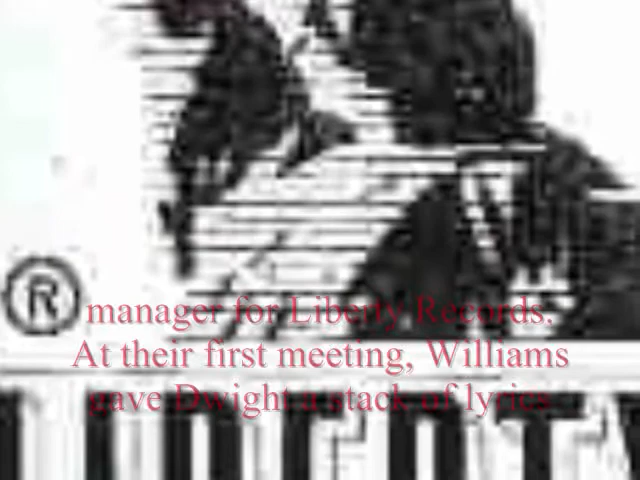 ®
manager for Liberty Records.
At their first meeting, Williams
gave Dwight a stack of lyrics